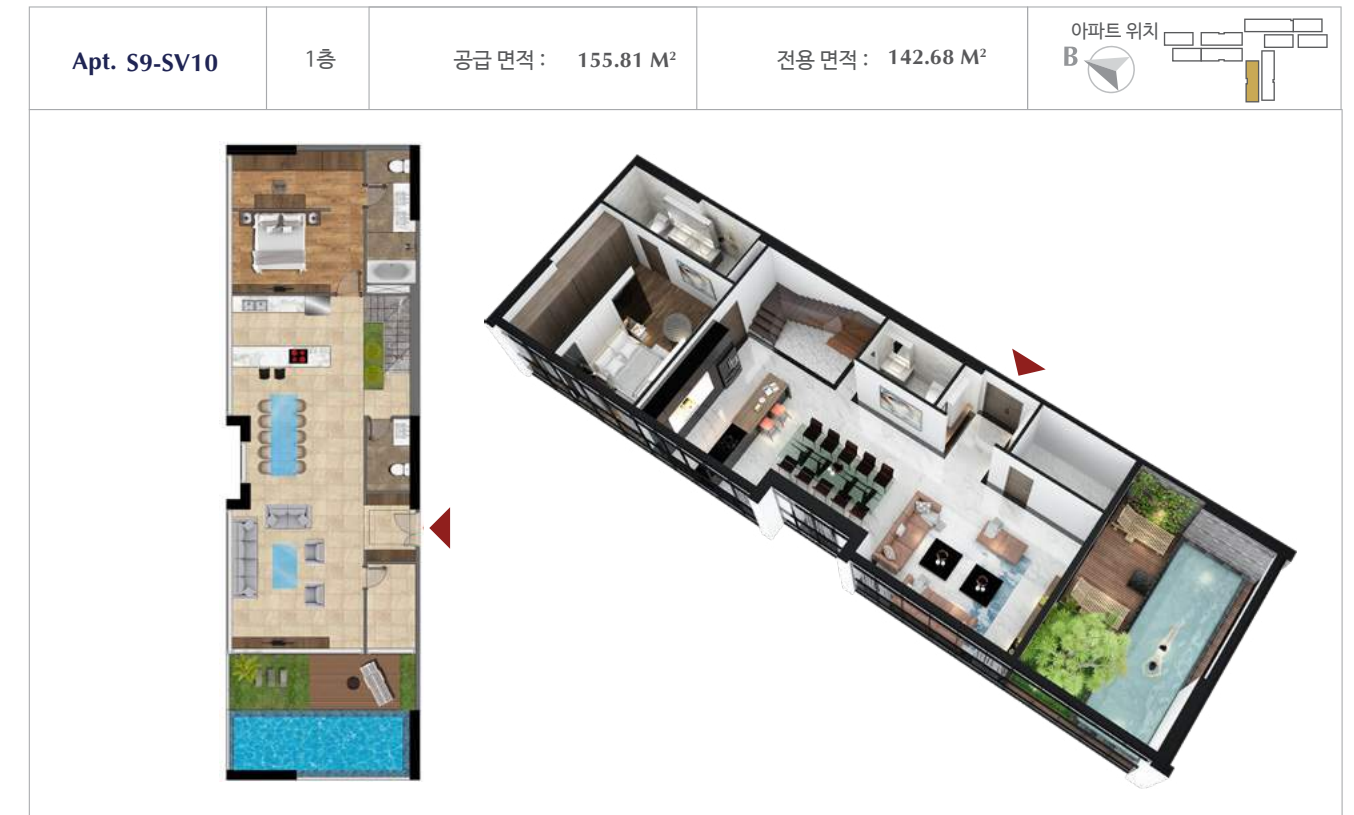 Apt. S9-SV10
1층
공급 면적 : 155.81 M²
전용 면적 : 142.68 M²
아파트 위치
B